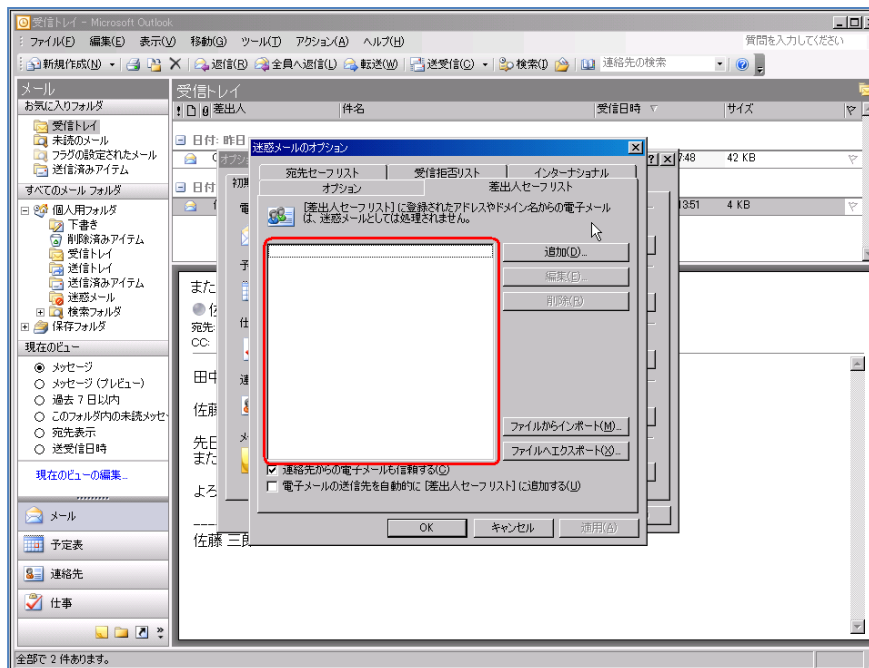 受信トレイ - Microsoft Outlook
ファイル(F) 編集(E) 表示(V) 移動(G) ツール(T) アクション(A) ヘルプ(H) 質問を入力してください
新規作成(N) 返信(R) 全員へ返信(L) 転送(W) 送受信(C) 検索(I) 連絡先の検索
メール
お気に入りフォルダ
受信トレイ
未読のメール
フラグの設定されたメール
送信済みアイテム
すべてのメール フォルダ
個人用フォルダ
下書き
削除済みアイテム
受信トレイ
送信トレイ
送信済みアイテム
迷惑メール
検索フォルダ
保存フォルダ
現在のビュー
メッセージ
メッセージ (プレビュー)
過去 7 日以内
このフォルダ内の未読メッセ
宛先表示
送受信日時
現在のビューの編集...
メール
予定表
連絡先
仕事
受信トレイ
差出人 件名 受信日時 サイズ
日付: 昨日
7:48 42 KB
日付
13:51 4 KB
また
宛先:
CC:
田中
佐藤
先日
また
よろ
佐藤 三郎
迷惑メールのオプション
宛先セーフ リスト 受信拒否リスト インターナショナル
オプション 差出人セーフ リスト
[差出人セーフ リスト] に登録されたアドレスやドメイン名からの電子メール
は、迷惑メールとしては処理されません。
追加(D)...
編集(E)...
削除(R)
ファイルからインポート(M)...
ファイルへエクスポート(X)...
連絡先からの電子メールも信頼する(C)
電子メールの送信先を自動的に [差出人セーフ リスト] に追加する(U)
OK キャンセル 適用(A)
全部で 2 件あります。